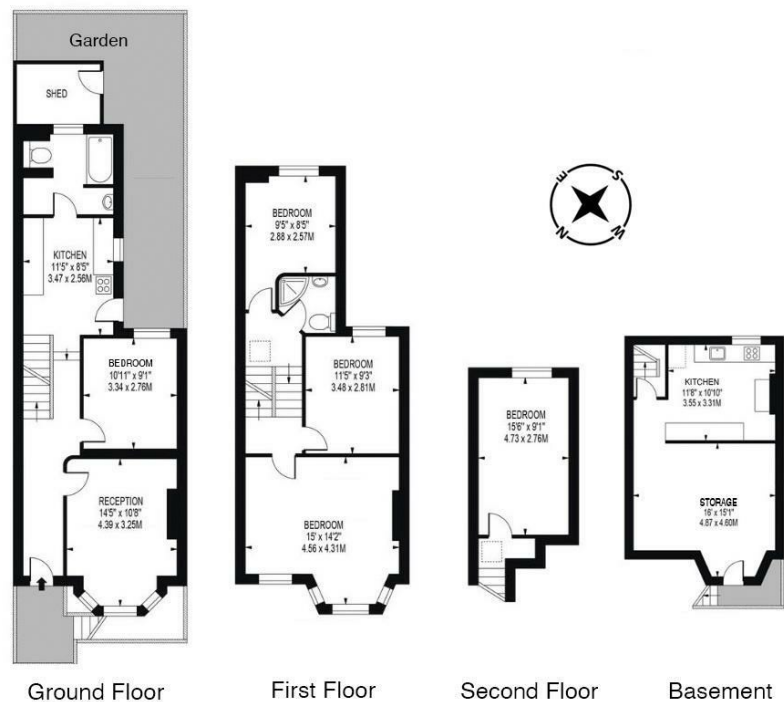 Garden
SHED
KITCHEN
11'5" x 8'5"
3.47 x 2.56M
BEDROOM
10'11" x 9'1"
3.34 x 2.76M
RECEPTION
14'5" x 10'8"
4.39 x 3.25M
Ground Floor
BEDROOM
9'5" x 8'5"
2.88 x 2.57M
BEDROOM
11'5" x 9'3"
3.48 x 2.81M
BEDROOM
15' x 14'2"
4.56 x 4.31M
First Floor
E
S
N
W
BEDROOM
15'6" x 9'1"
4.73 x 2.76M
Second Floor
KITCHEN
11'8" x 10'10"
3.55 x 3.31M
STORAGE
16' x 15'1"
4.87 x 4.60M
Basement